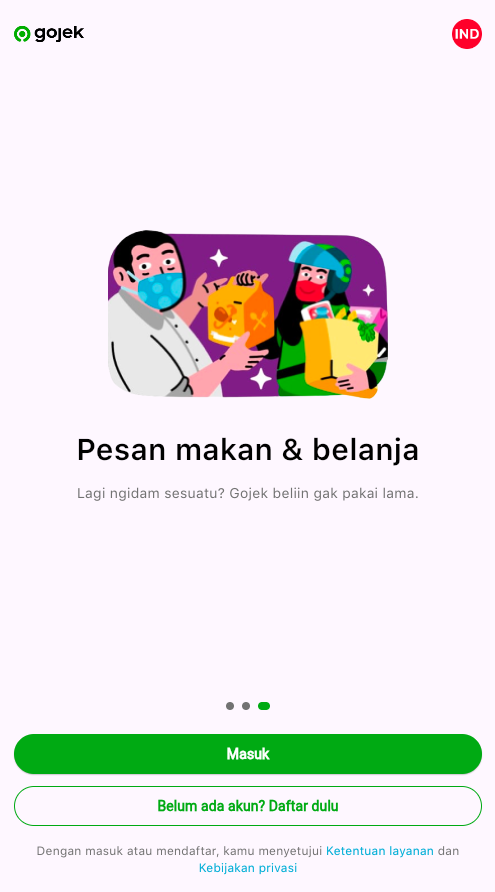 gojek
IND
Pesan makan & belanja
Lagi ngidam sesuatu? Gojek beliin gak pakai lama.
Masuk
Belum ada akun? Daftar dulu
Dengan masuk atau mendaftar, kamu menyetujui Ketentuan layanan dan
Kebijakan privasi